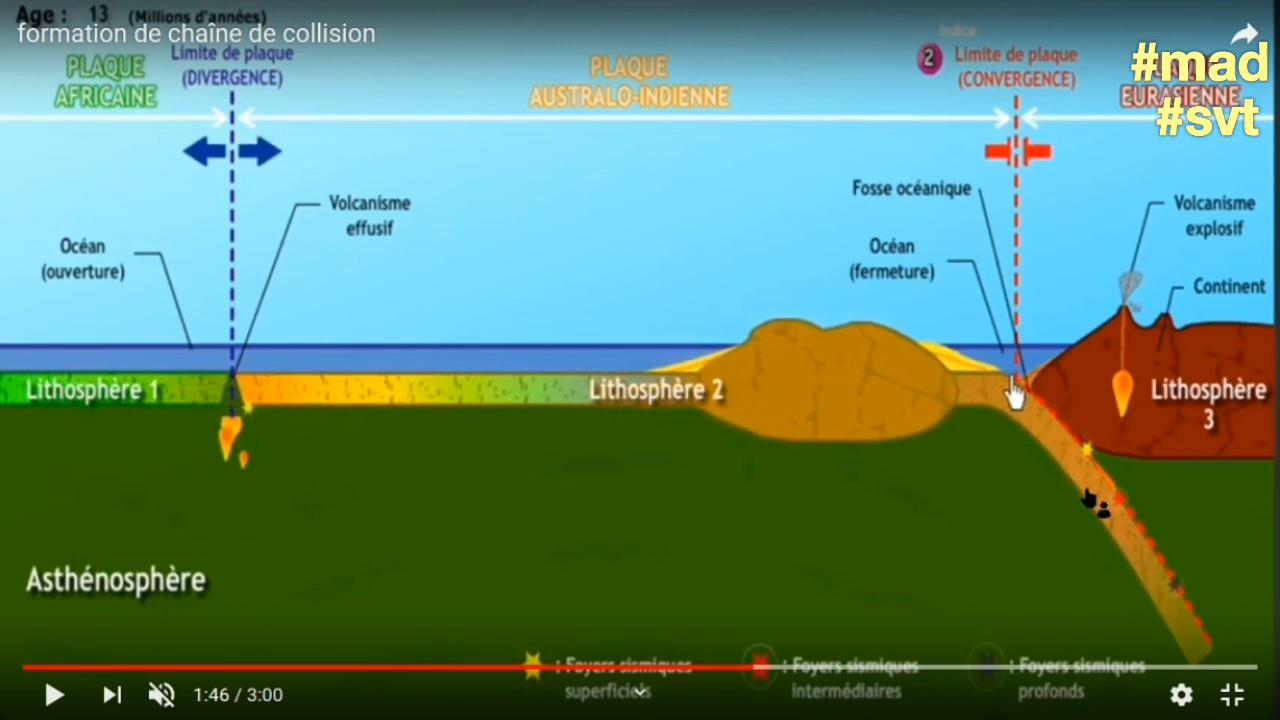 Age : 13 (Millions d'années)
formation de chaîne de collision
PLAQUE
AFRICAINE
Limite de plaque
(DIVERGENCE)
PLAQUE
AUSTRALO-INDIENNE
Indice
2
Limite de plaque
(CONVERGENCE)
EURASIENNE
#mad
#svt
Volcanisme
effusif
Océan
(ouverture)
Fosse océanique
Océan
(fermeture)
Volcanisme
explosif
Continent
Lithosphère 1
Lithosphère 2
Lithosphère
3
Asthénosphère
: Foyers sismiques
superficiels
: Foyers sismiques
intermédiaires
: Foyers sismiques
profonds
1:46 / 3:00